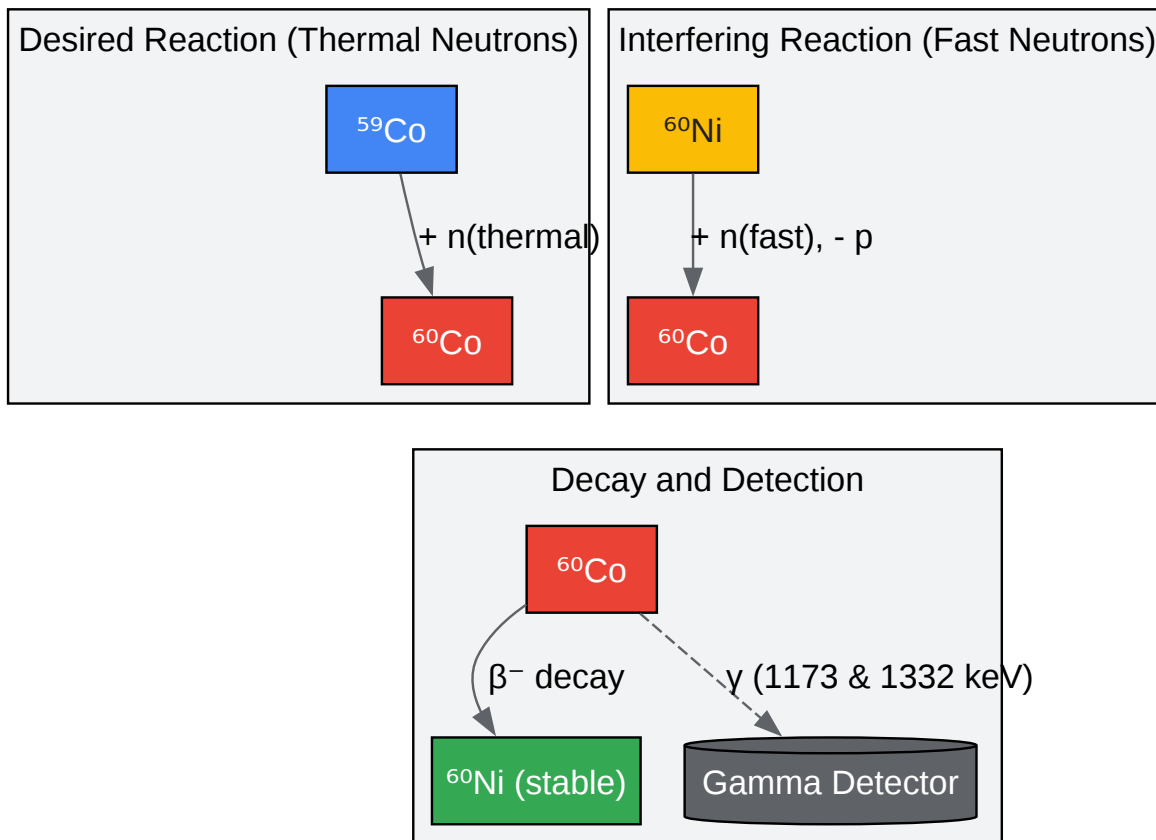 Desired Reaction (Thermal Neutrons)
⁵⁹Co
+ n(thermal)
⁶⁰Co
Interfering Reaction (Fast Neutrons)
⁶⁰Ni
+ n(fast), - p
⁶⁰Co
Decay and Detection
⁶⁰Co
β⁻ decay
γ (1173 & 1332 keV)
⁶⁰Ni (stable)
Gamma Detector